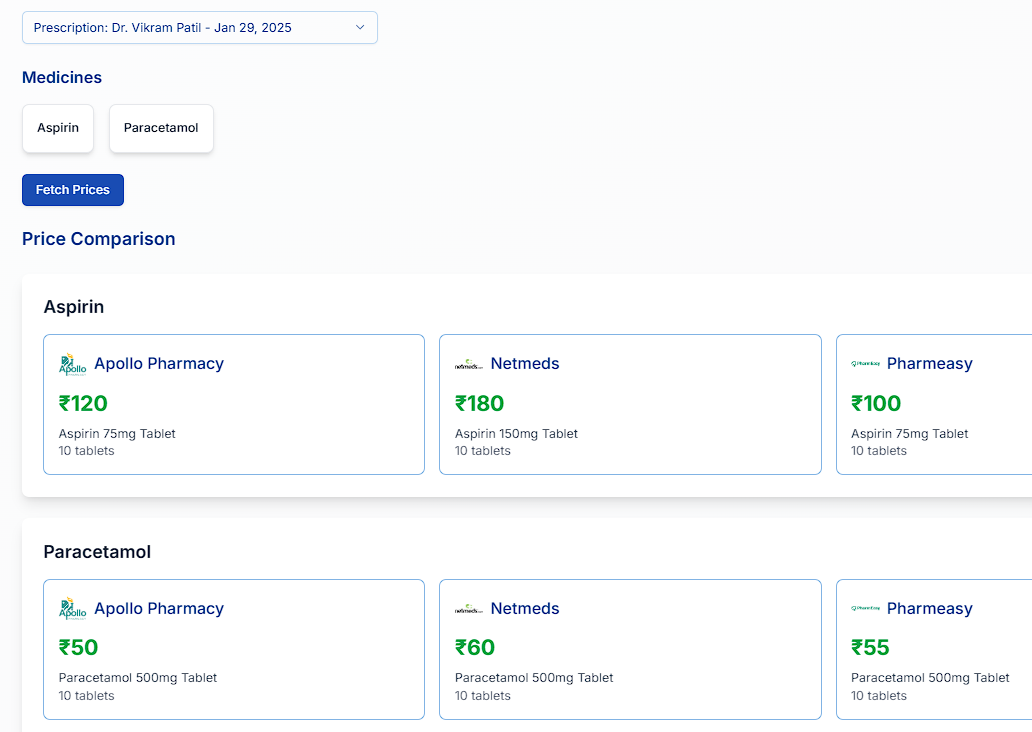 Prescription: Dr. Vikram Patil - Jan 29, 2025
Medicines
Aspirin Paracetamol
Fetch Prices
Price Comparison
Aspirin
Apollo Apollo Pharmacy
netmeds Netmeds
PharmEasy Pharmeasy
₹120 ₹180 ₹100
Aspirin 75mg Tablet Aspirin 150mg Tablet Aspirin 75mg Tablet
10 tablets 10 tablets 10 tablets
Paracetamol
Apollo Apollo Pharmacy
netmeds Netmeds
PharmEasy Pharmeasy
₹50 ₹60 ₹55
Paracetamol 500mg Tablet Paracetamol 500mg Tablet Paracetamol 500mg Tablet
10 tablets 10 tablets 10 tablets